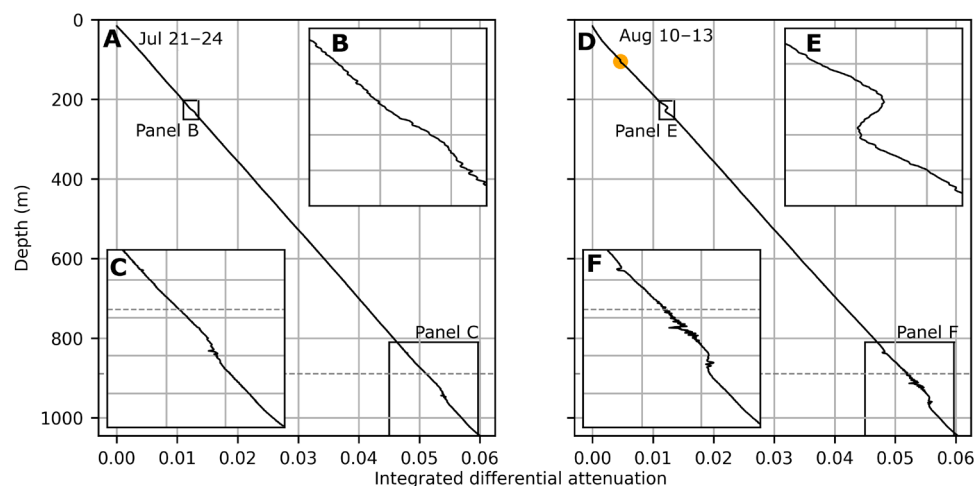 A Jul 21–24
B
Panel B
C
Panel C
D Aug 10–13
E
Panel E
F
Panel F
0
200
400
600
800
1000
Depth (m)
0.00 0.01 0.02 0.03 0.04 0.05 0.06
0.00 0.01 0.02 0.03 0.04 0.05 0.06
Integrated differential attenuation